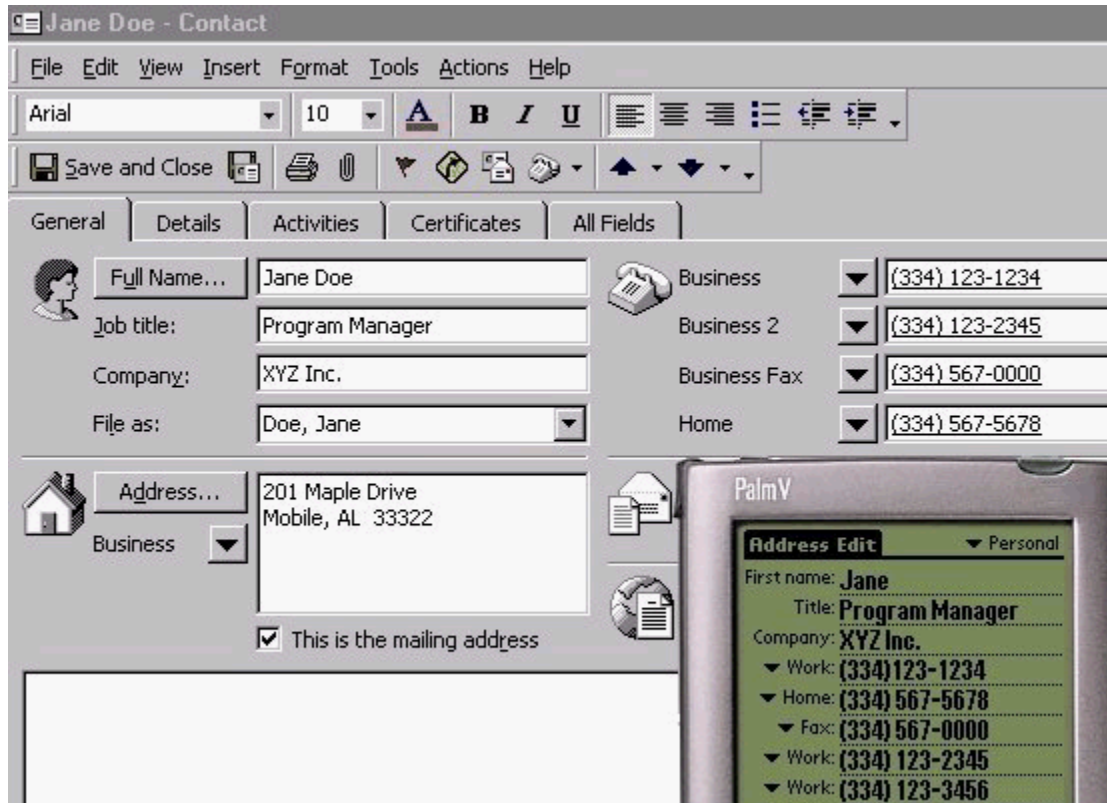 Jane Doe - Contact
File Edit View Insert Format Tools Actions Help
Arial 10 A B I U
Save and Close
General Details Activities Certificates All Fields
Full Name... Jane Doe
Job title: Program Manager
Company: XYZ Inc.
File as: Doe, Jane
Business (334) 123-1234
Business 2 (334) 123-2345
Business Fax (334) 567-0000
Home (334) 567-5678
Address... 201 Maple Drive
Mobile, AL 33322
Business
This is the mailing address
PalmV
Address Edit Personal
First name: Jane
Title: Program Manager
Company: XYZ Inc.
Work: (334)123-1234
Home: (334) 567-5678
Fax: (334) 567-0000
Work: (334) 123-2345
Work: (334) 123-3456